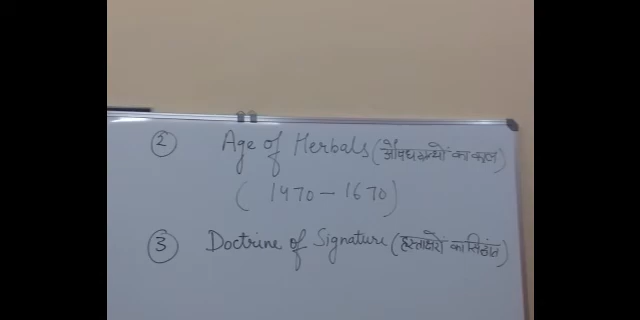 ② Age of Herbals (औषधग्रन्थों का काल)
(1470 – 1670)
③ Doctrine of Signature (हस्ताक्षरों का सिद्धांत)